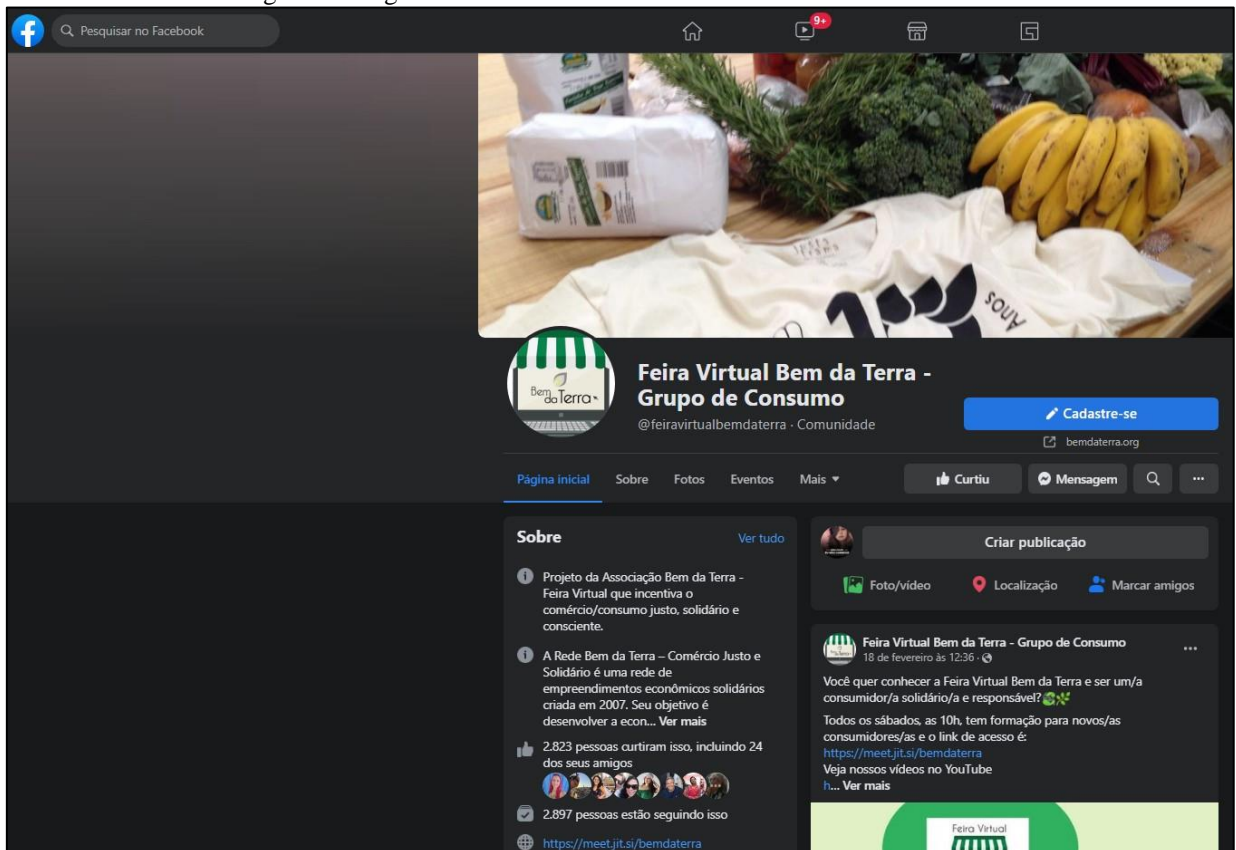 Pesquisar no Facebook
9+
Justa
Trama
Anos
Bem
da Terra
Feira Virtual Bem da Terra -
Grupo de Consumo
@feiravirtualbemdaterra · Comunidade
Cadastre-se
bemdaterra.org
Página inicial
Sobre
Fotos
Eventos
Mais
Curtiu
Mensagem
Sobre
Ver tudo
Projeto da Associação Bem da Terra -
Feira Virtual que incentiva o
comércio/consumo justo, solidário e
consciente.
A Rede Bem da Terra – Comércio Justo e
Solidário é uma rede de
empreendimentos econômicos solidários
criada em 2007. Seu objetivo é
desenvolver a econ... Ver mais
2.823 pessoas curtiram isso, incluindo 24
dos seus amigos
2.897 pessoas estão seguindo isso
https://meet.jit.si/bemdaterra
Criar publicação
Foto/vídeo
Localização
Marcar amigos
Feira Virtual Bem da Terra - Grupo de Consumo
18 de fevereiro às 12:36 ·
Você quer conhecer a Feira Virtual Bem da Terra e ser um/a
consumidor/a solidário/a e responsável?
Todos os sábados, as 10h, tem formação para novos/as
consumidores/as e o link de acesso é:
https://meet.jit.si/bemdaterra
Veja nossos vídeos no YouTube
h... Ver mais
Feira Virtual